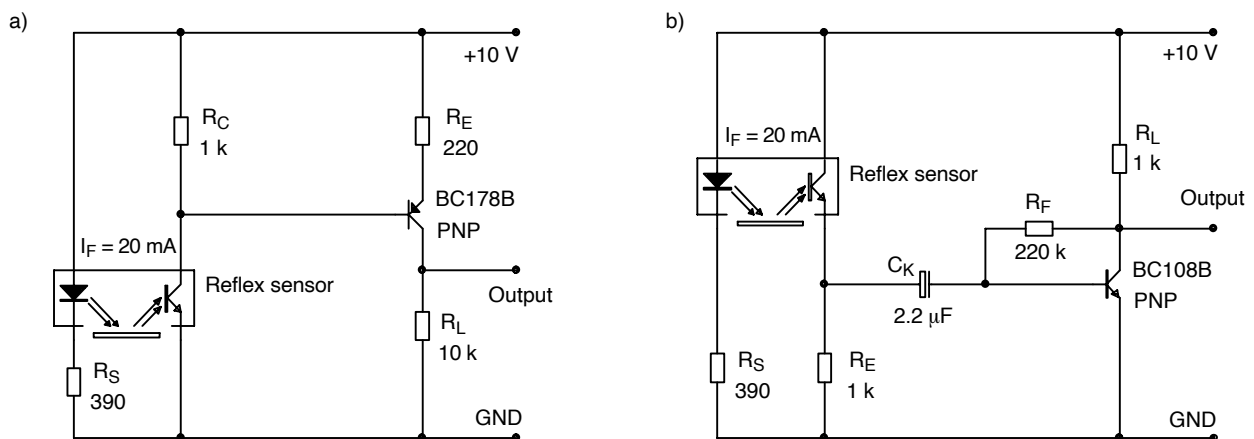 a)
+10 V
R_C
1 k
R_E
220
BC178B
PNP
I_F = 20 mA
Reflex sensor
Output
R_S
390
R_L
10 k
GND
b)
+10 V
I_F = 20 mA
Reflex sensor
R_L
1 k
Output
R_F
220 k
C_K
2.2 μF
BC108B
PNP
R_S
390
R_E
1 k
GND